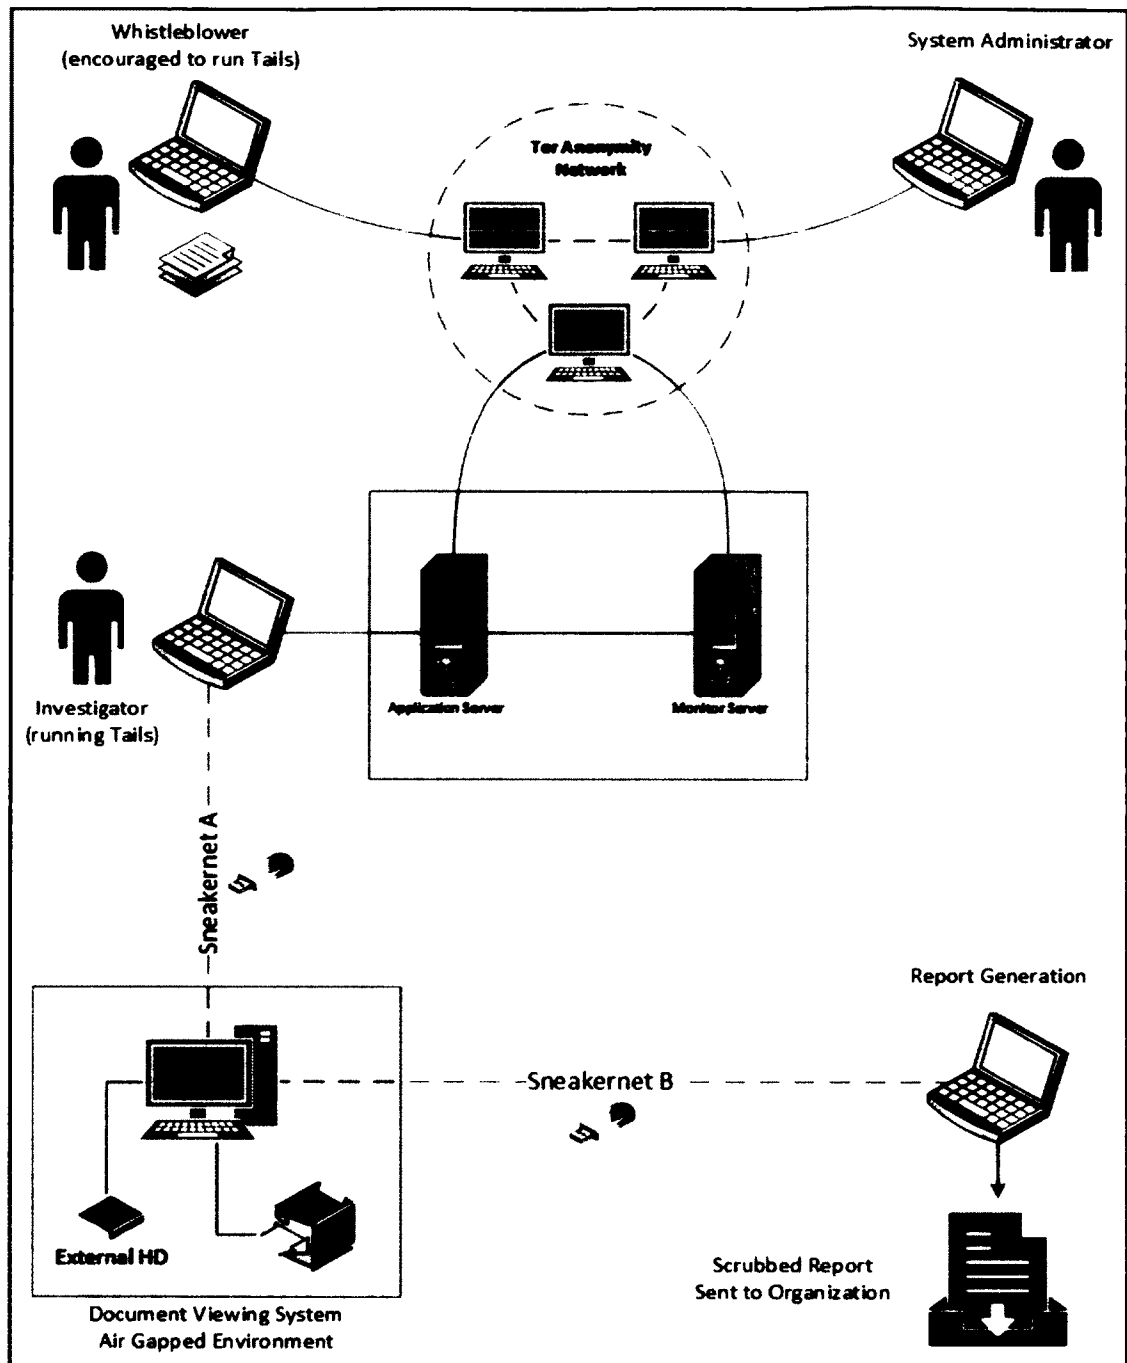 Whistleblower
(encouraged to run Tails)
System Administrator
Tor Anonymity
Network
Application Server
Monitor Server
Investigator
(running Tails)
Sneakernet A
Report Generation
Sneakernet B
External HD
Scrubbed Report
Sent to Organization
Document Viewing System
Air Gapped Environment